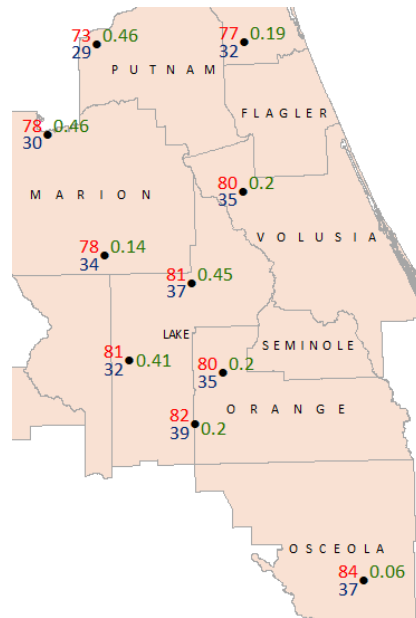 73 0.46
29
77 0.19
32
PUTNAM
FLAGLER
78 0.46
30
MARION
80 0.2
35
VOLUSIA
78 0.14
34
81 0.45
37
LAKE
SEMINOLE
81 0.41
32
80 0.2
35
ORANGE
82
39 0.2
OSCEOLA
84 0.06
37